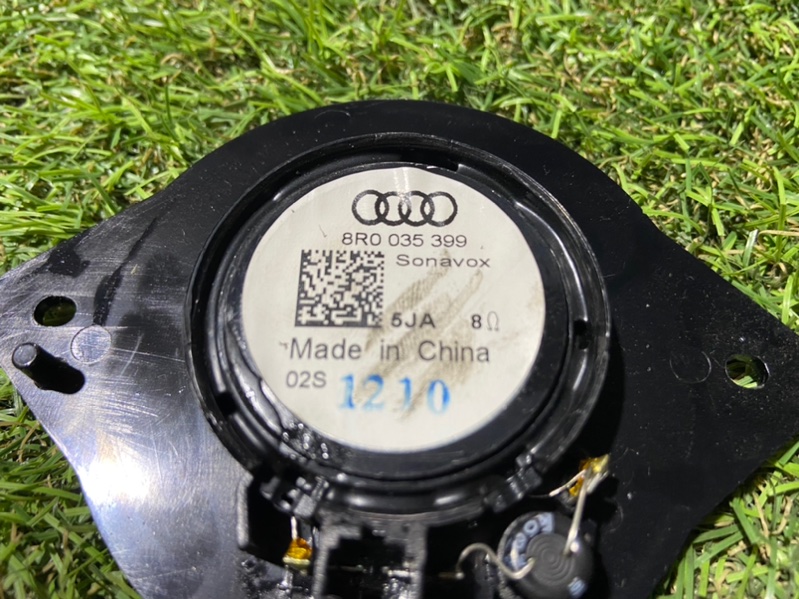 8R0 035 399
Sonavox
5JA 8Ω
Made in China
02S 1210